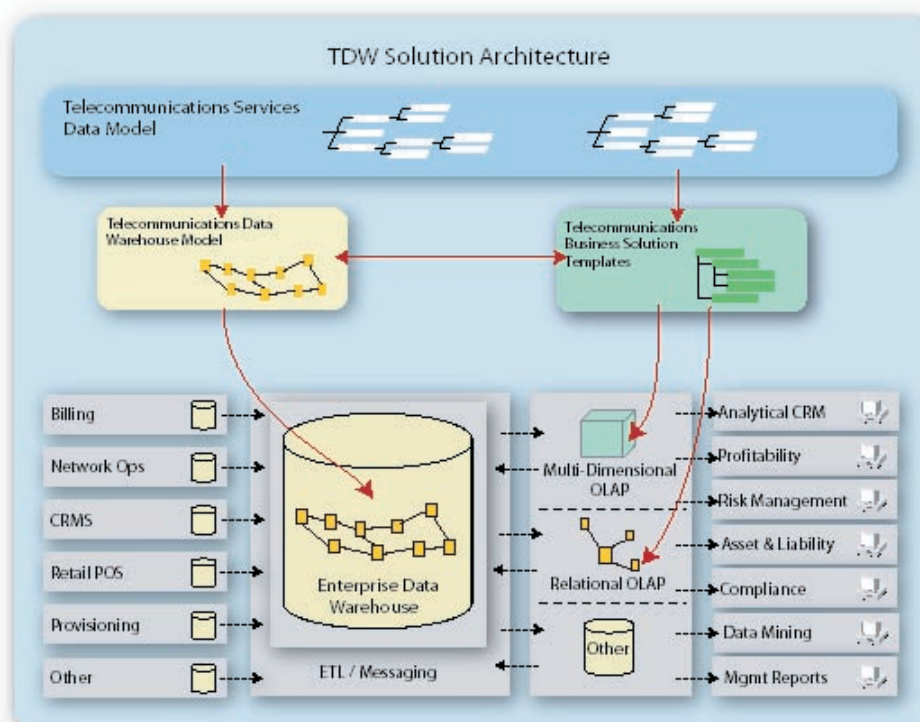 TDW Solution Architecture
Telecommunications Services
Data Model
Telecommunications Data
Warehouse Model
Telecommunications
Business Solution
Templates
Billing
Network Ops
CRMS
Retail POS
Provisioning
Other
Enterprise Data
Warehouse
ETL / Messaging
Multi-Dimensional
OLAP
Relational OLAP
Other
Analytical CRM
Profitability
Risk Management
Asset & Liability
Compliance
Data Mining
Mgmt Reports